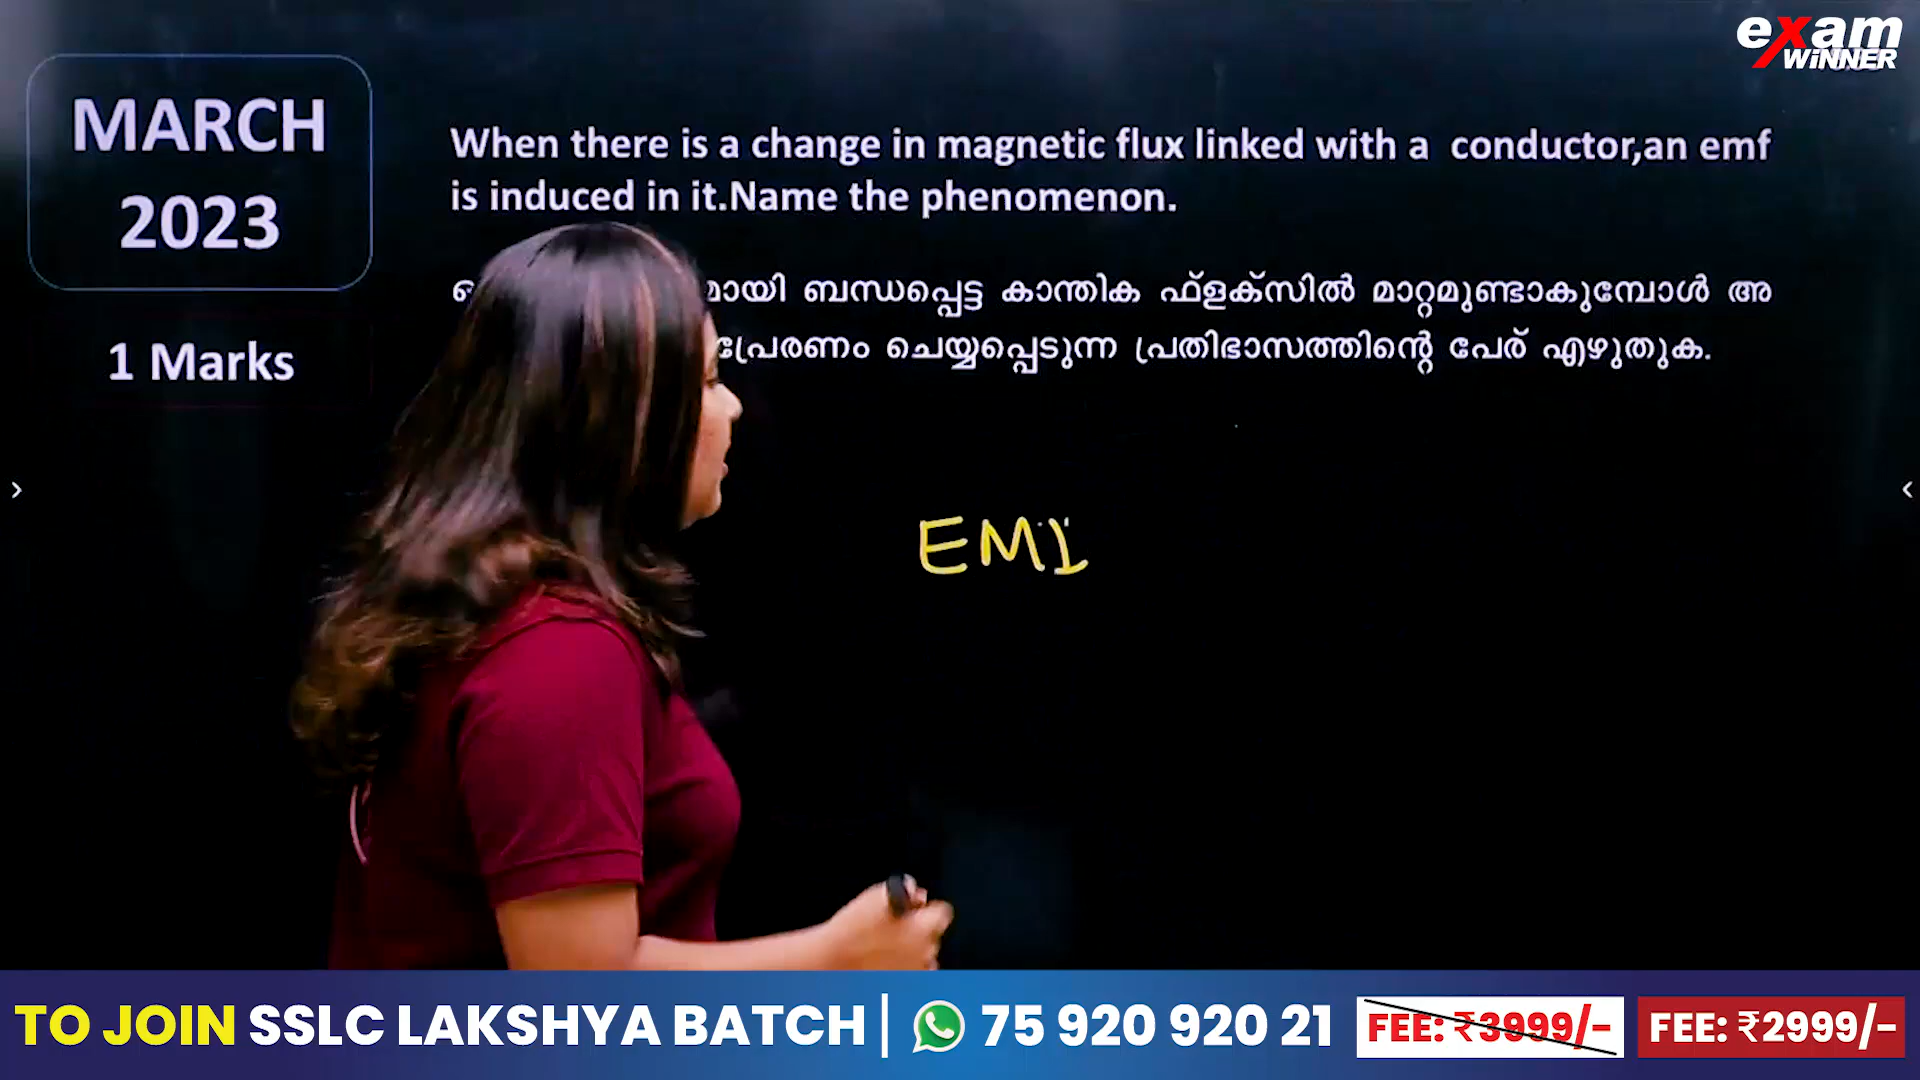 exam
WiNNER
MARCH
2023
1 Marks
When there is a change in magnetic flux linked with a conductor,an emf
is induced in it.Name the phenomenon.
ബന്ധപ്പെട്ട കാന്തിക ഫ്ളക്സിൽ മാറ്റമുണ്ടാകുമ്പോൾ അ
പ്രേരണം ചെയ്യപ്പെടുന്ന പ്രതിഭാസത്തിന്റെ പേര് എഴുതുക.
EMI
TO JOIN SSLC LAKSHYA BATCH | 75 920 920 21 FEE: ₹3999/- FEE: ₹2999/-